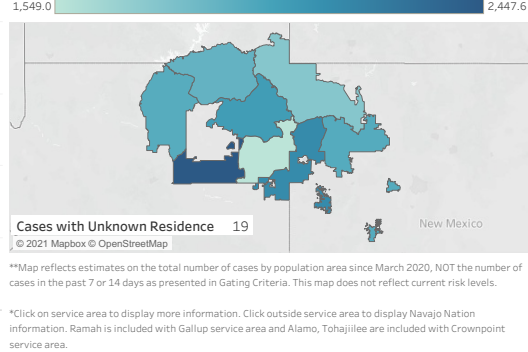 1,549.0
2,447.6
New Mexico
Cases with Unknown Residence 19
© 2021 Mapbox © OpenStreetMap
**Map reflects estimates on the total number of cases by population area since March 2020, NOT the number of
cases in the past 7 or 14 days as presented in Gating Criteria. This map does not reflect current risk levels.
*Click on service area to display more information. Click outside service area to display Navajo Nation
information. Ramah is included with Gallup service area and Alamo, Tohajiilee are included with Crownpoint
service area.